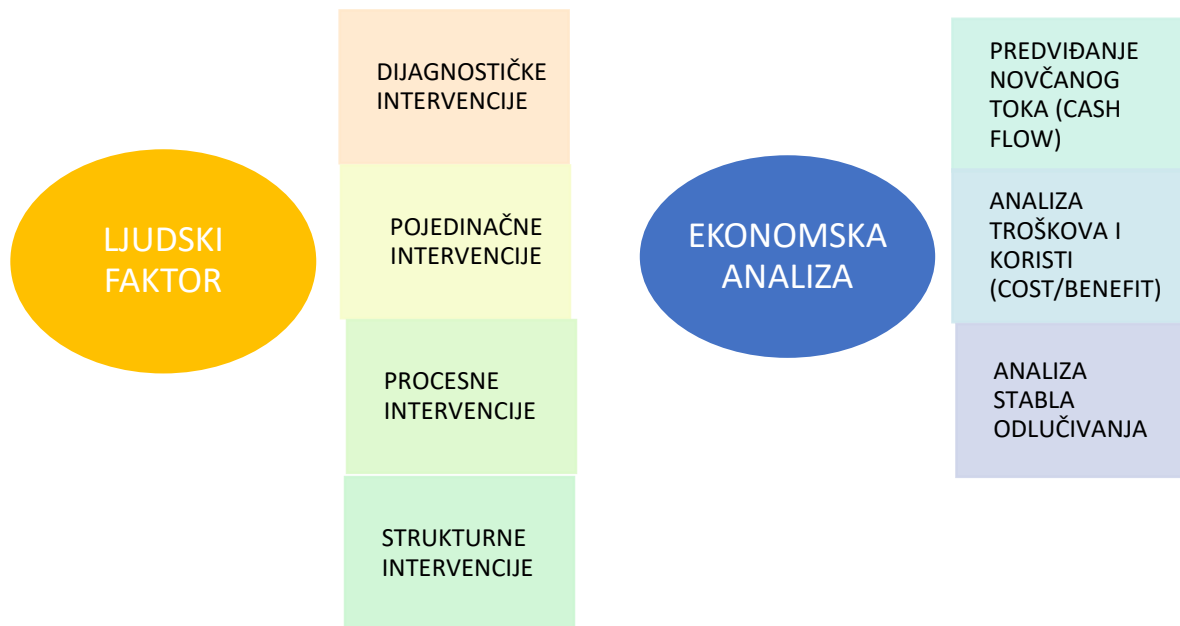 LJUDSKI
FAKTOR
DIJAGNOSTIČKE
INTERVENCIJE
POJEDINAČNE
INTERVENCIJE
PROCESNE
INTERVENCIJE
STRUKTURNE
INTERVENCIJE
EKONOMSKA
ANALIZA
PREDVIĐANJE
NOVČANOG
TOKA (CASH
FLOW)
ANALIZA
TROŠKOVA I
KORISTI
(COST/BENEFIT)
ANALIZA
STABLA
ODLUČIVANJA